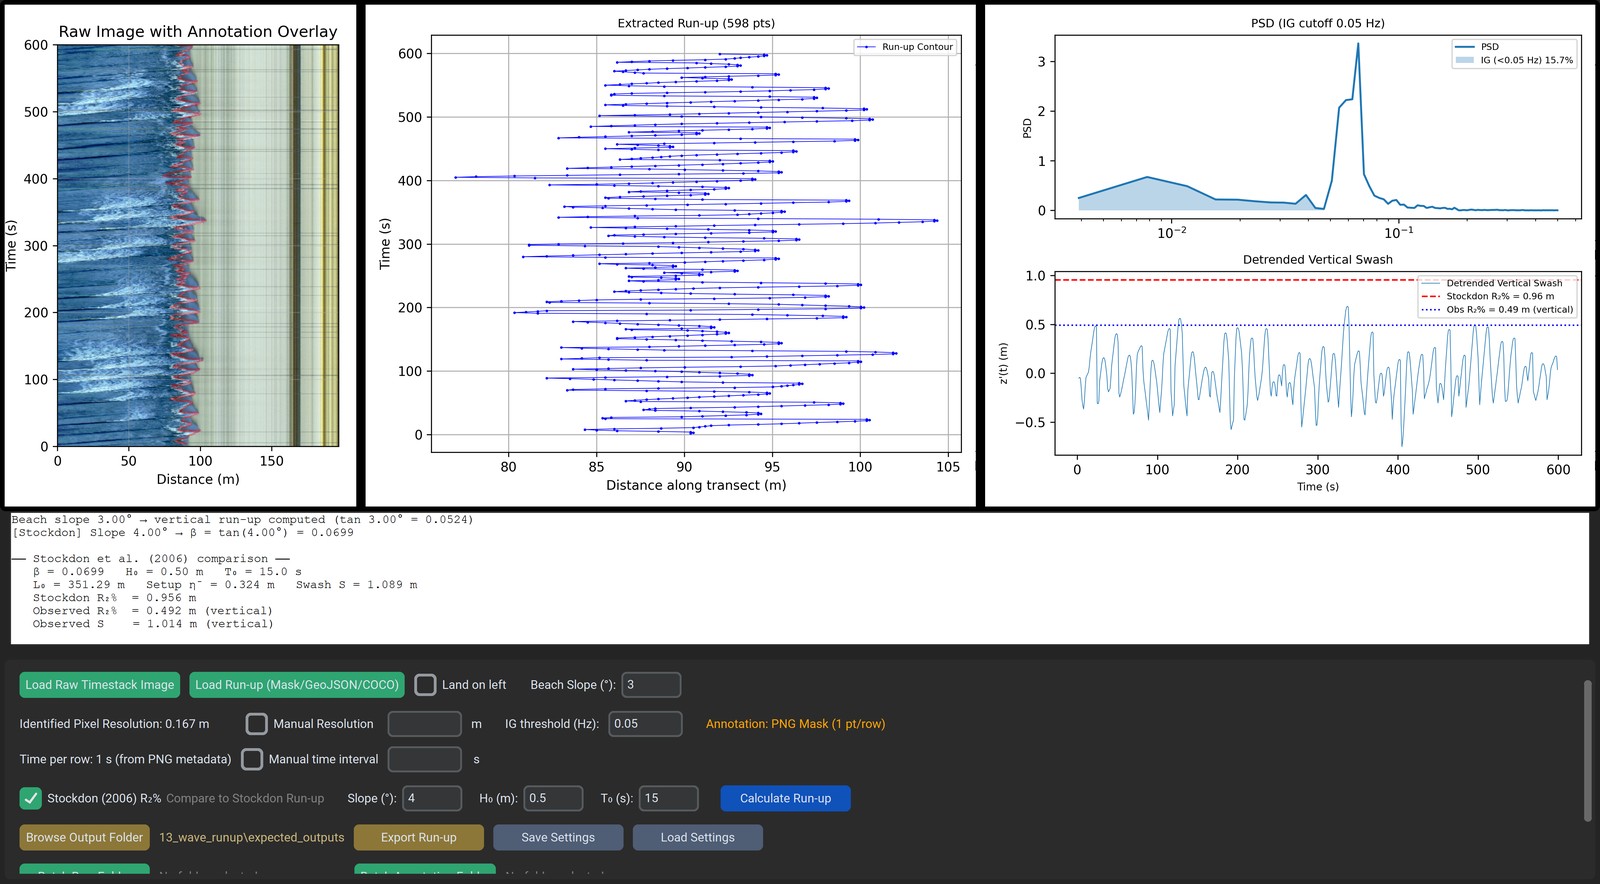 Raw Image with Annotation Overlay
600
500
400
300
200
100
0
Time (s)
0 50 100 150
Distance (m)
Extracted Run-up (598 pts)
Run-up Contour
600
500
400
300
200
100
0
Time (s)
80 85 90 95 100 105
Distance along transect (m)
PSD (IG cutoff 0.05 Hz)
PSD
IG (<0.05 Hz) 15.7%
3
2
1
0
PSD
10⁻² 10⁻¹
Detrended Vertical Swash
Detrended Vertical Swash
Stockdon R₂% = 0.96 m
Obs R₂% = 0.49 m (vertical)
1.0
0.5
0.0
−0.5
z'(t) (m)
0 100 200 300 400 500 600
Time (s)
Beach slope 3.00° → vertical run-up computed (tan 3.00° = 0.0524)
[Stockdon] Slope 4.00° → β = tan(4.00°) = 0.0699
── Stockdon et al. (2006) comparison ──
β = 0.0699 H₀ = 0.50 m T₀ = 15.0 s
L₀ = 351.29 m Setup η̄ = 0.324 m Swash S = 1.089 m
Stockdon R₂% = 0.956 m
Observed R₂% = 0.492 m (vertical)
Observed S = 1.014 m (vertical)
Load Raw Timestack Image Load Run-up (Mask/GeoJSON/COCO) Land on left Beach Slope (°): 3
Identified Pixel Resolution: 0.167 m Manual Resolution m IG threshold (Hz): 0.05 Annotation: PNG Mask (1 pt/row)
Time per row: 1 s (from PNG metadata) Manual time interval s
Stockdon (2006) R₂% Compare to Stockdon Run-up Slope (°): 4 H₀ (m): 0.5 T₀ (s): 15 Calculate Run-up
Browse Output Folder 13_wave_runup\expected_outputs Export Run-up Save Settings Load Settings